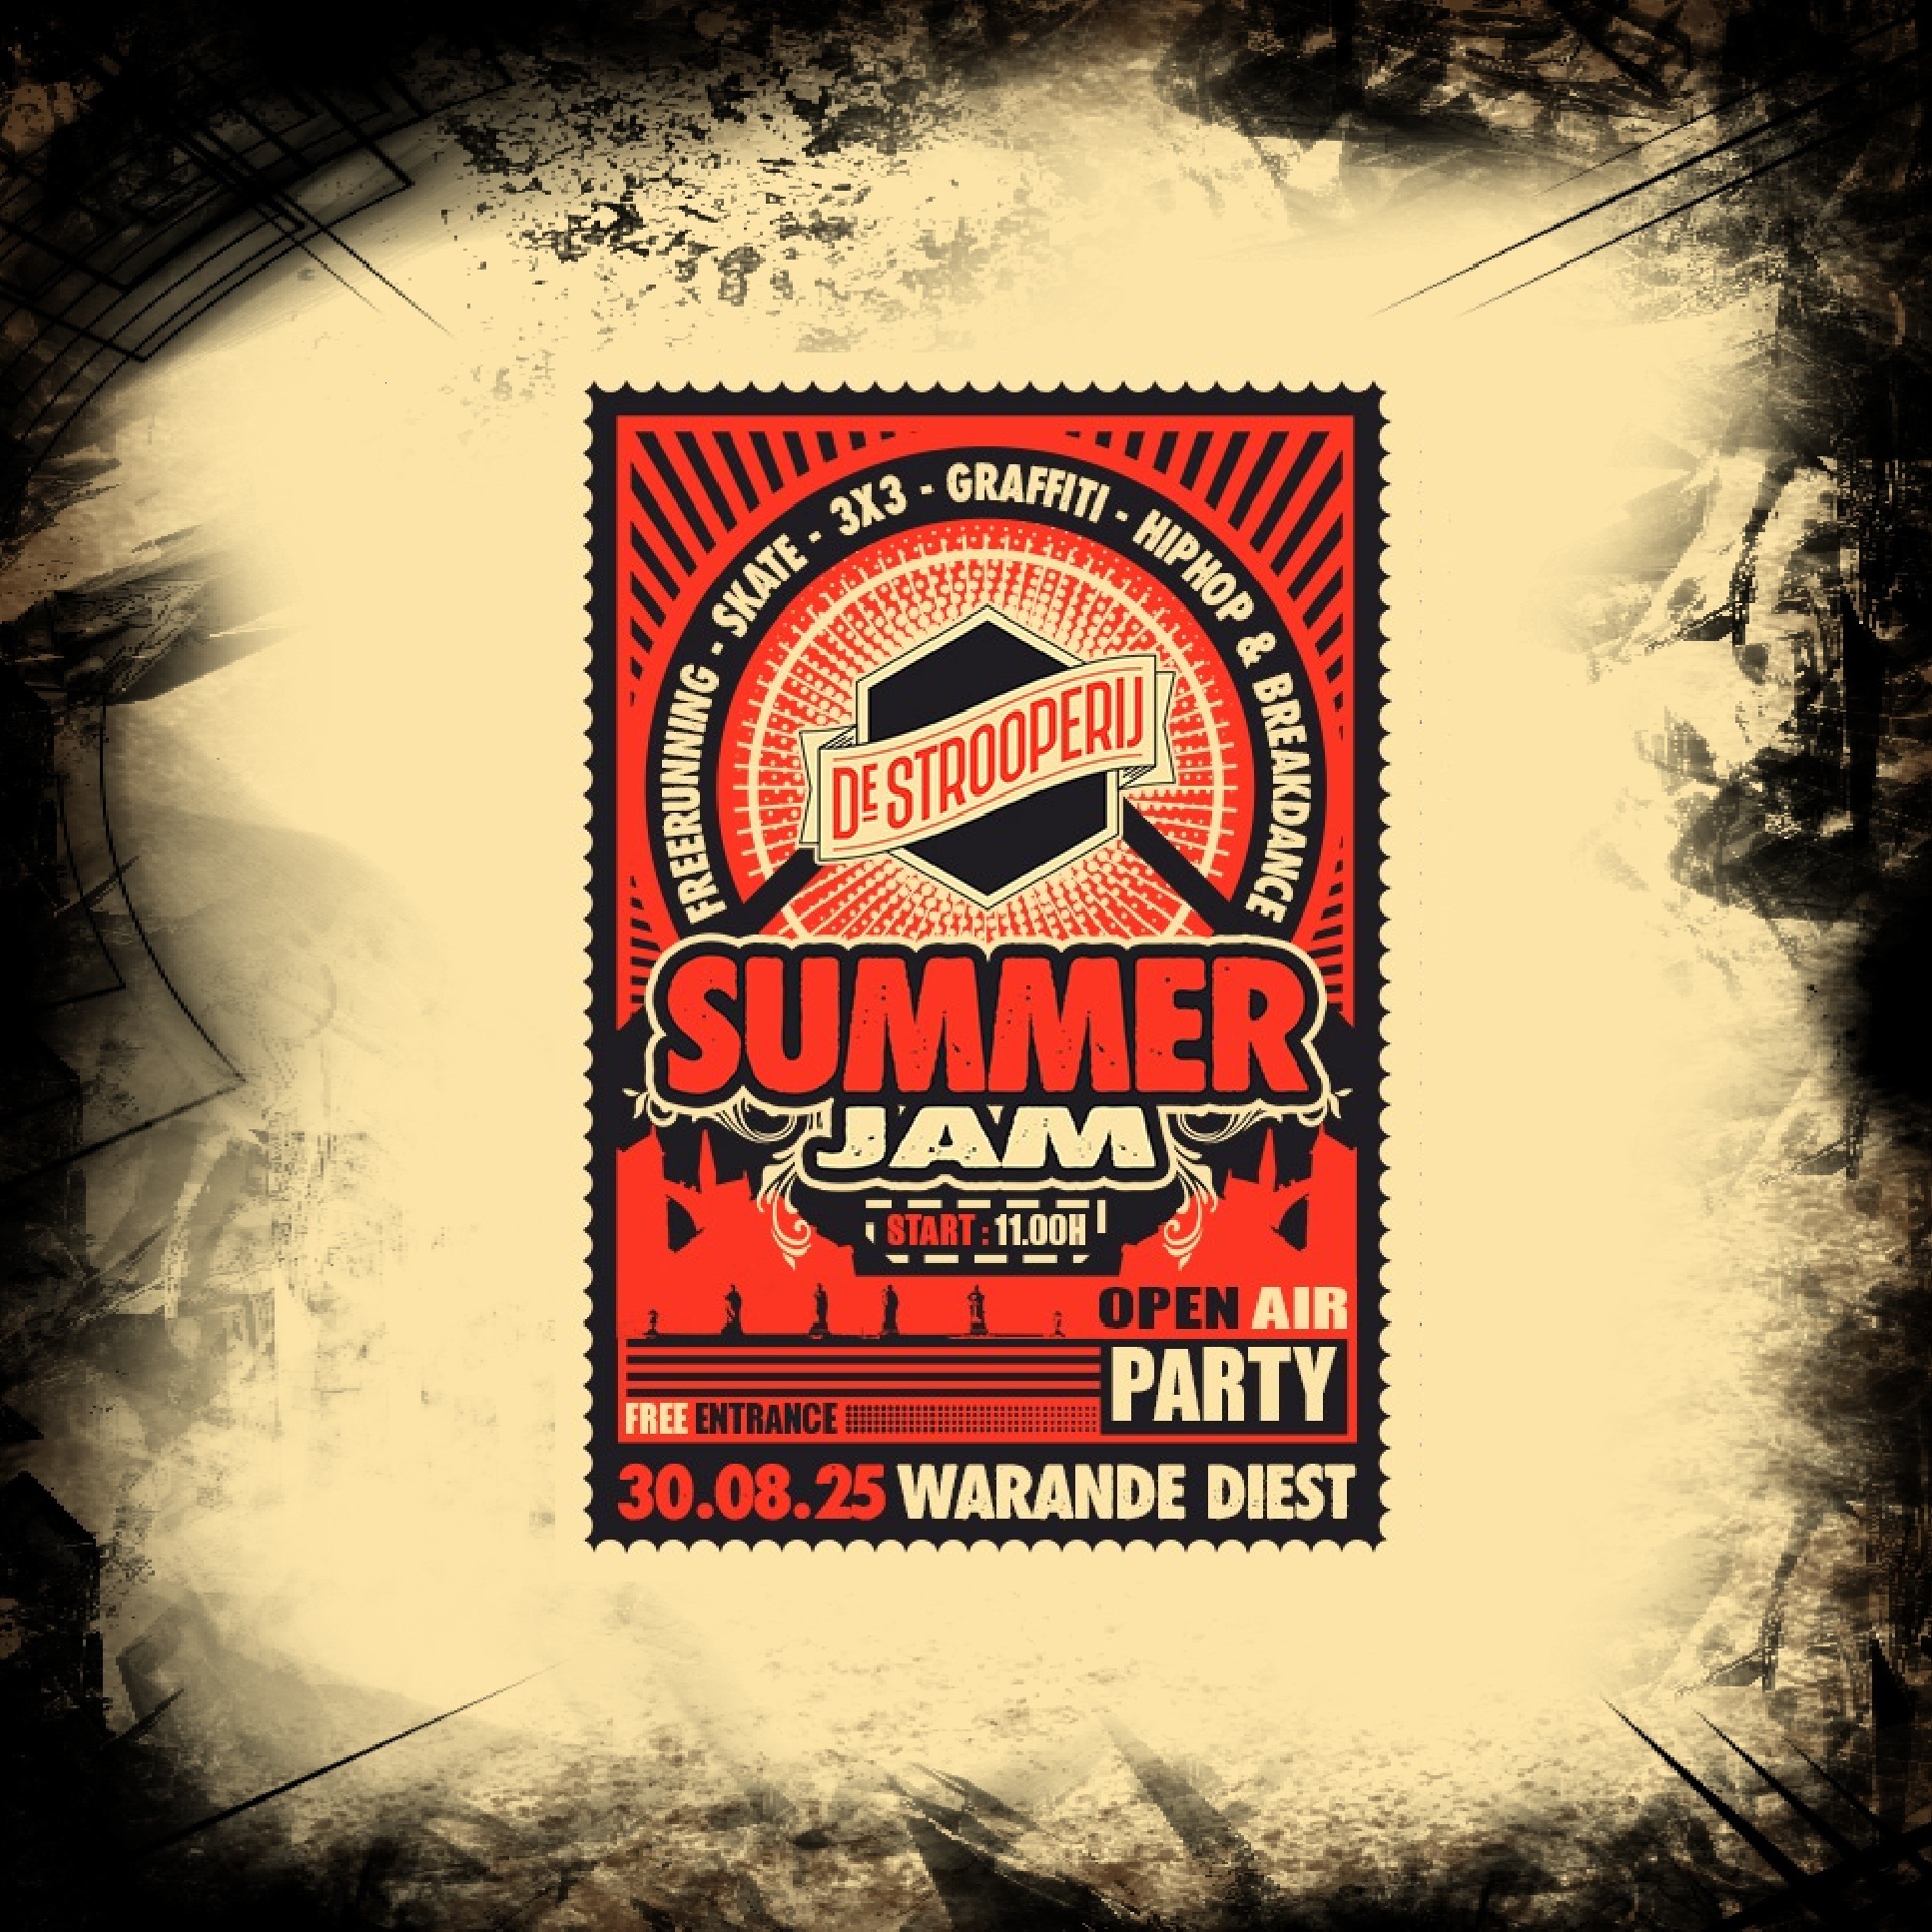 FREERUNNING - SKATE - 3X3 - GRAFFITI - HIPHOP & BREAKDANCE
DE STROOPERIJ
SUMMER
JAM
START : 11.00H
OPEN AIR
PARTY
FREE ENTRANCE
30.08.25 WARANDE DIEST